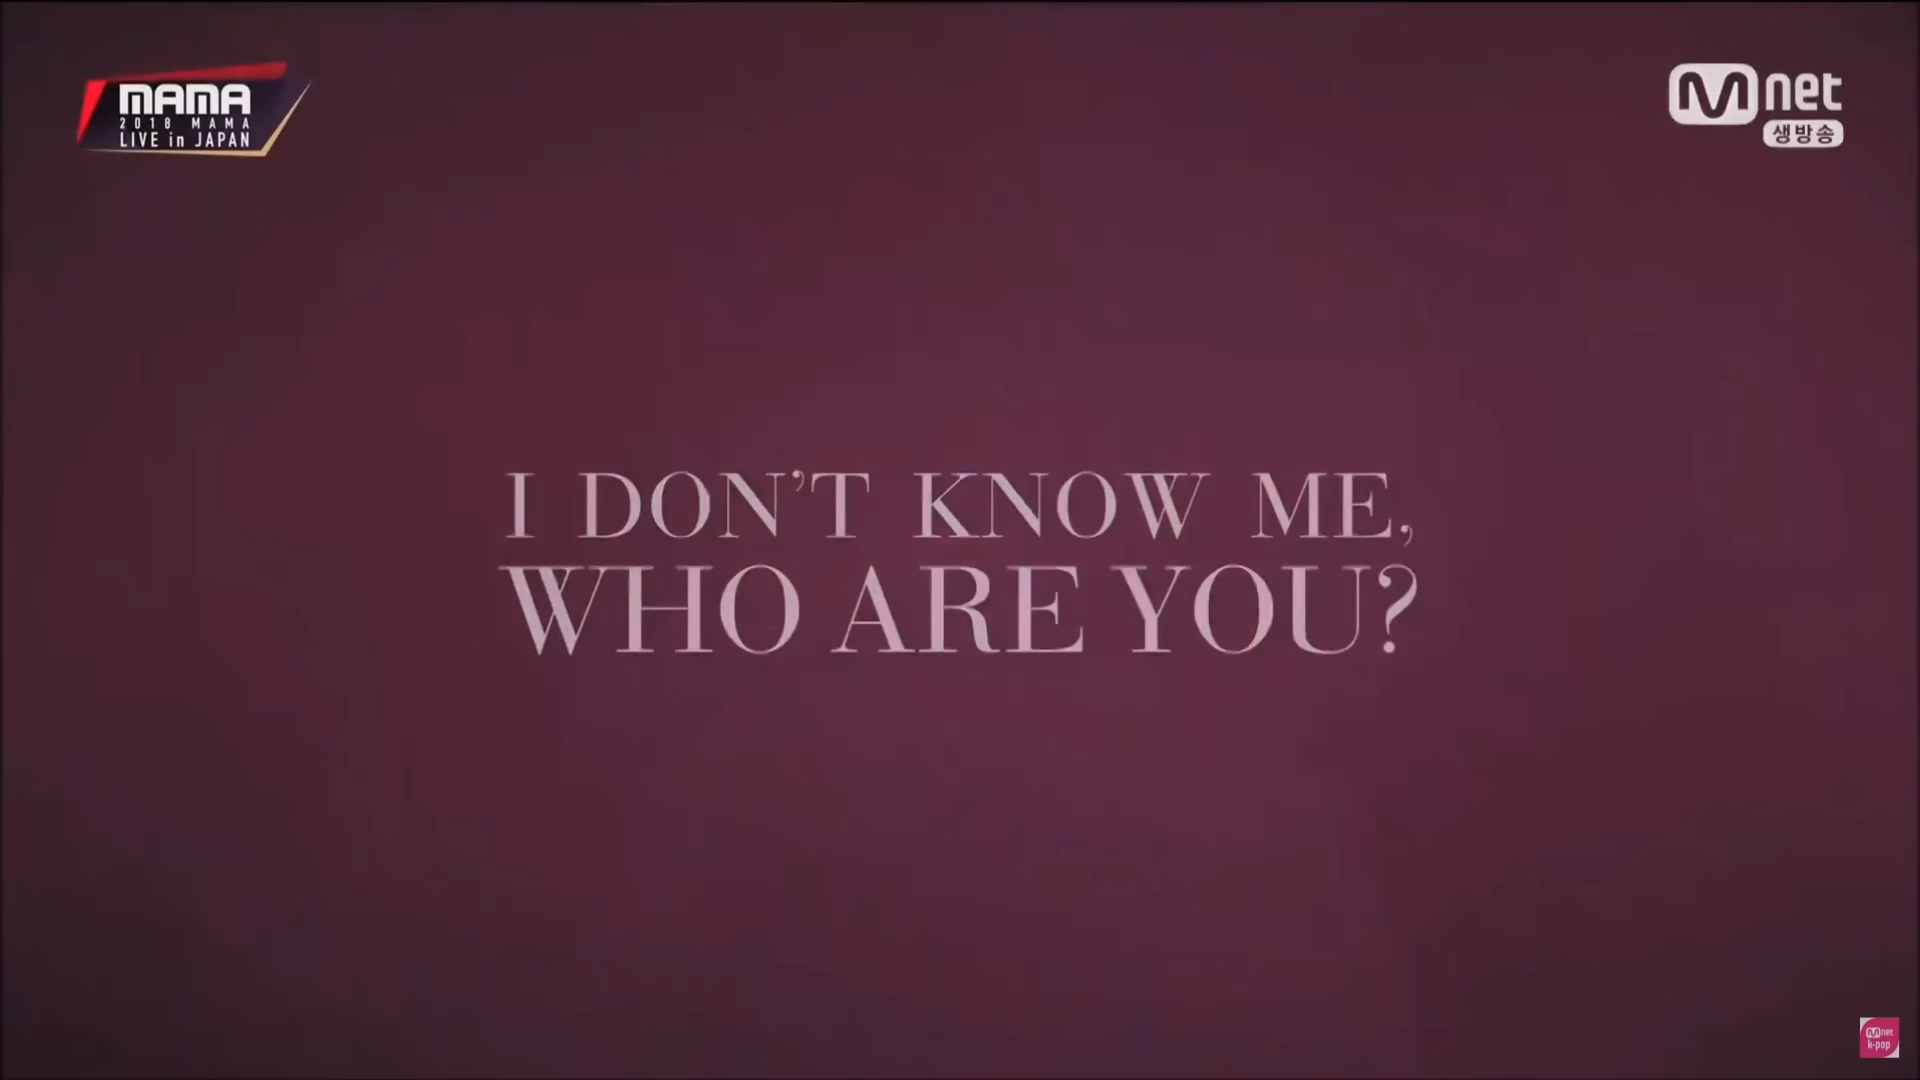 MAMA
2018 MAMA
LIVE in JAPAN
Mnet
생방송
I DON'T KNOW ME,
WHO ARE YOU?
Mnet
k-pop